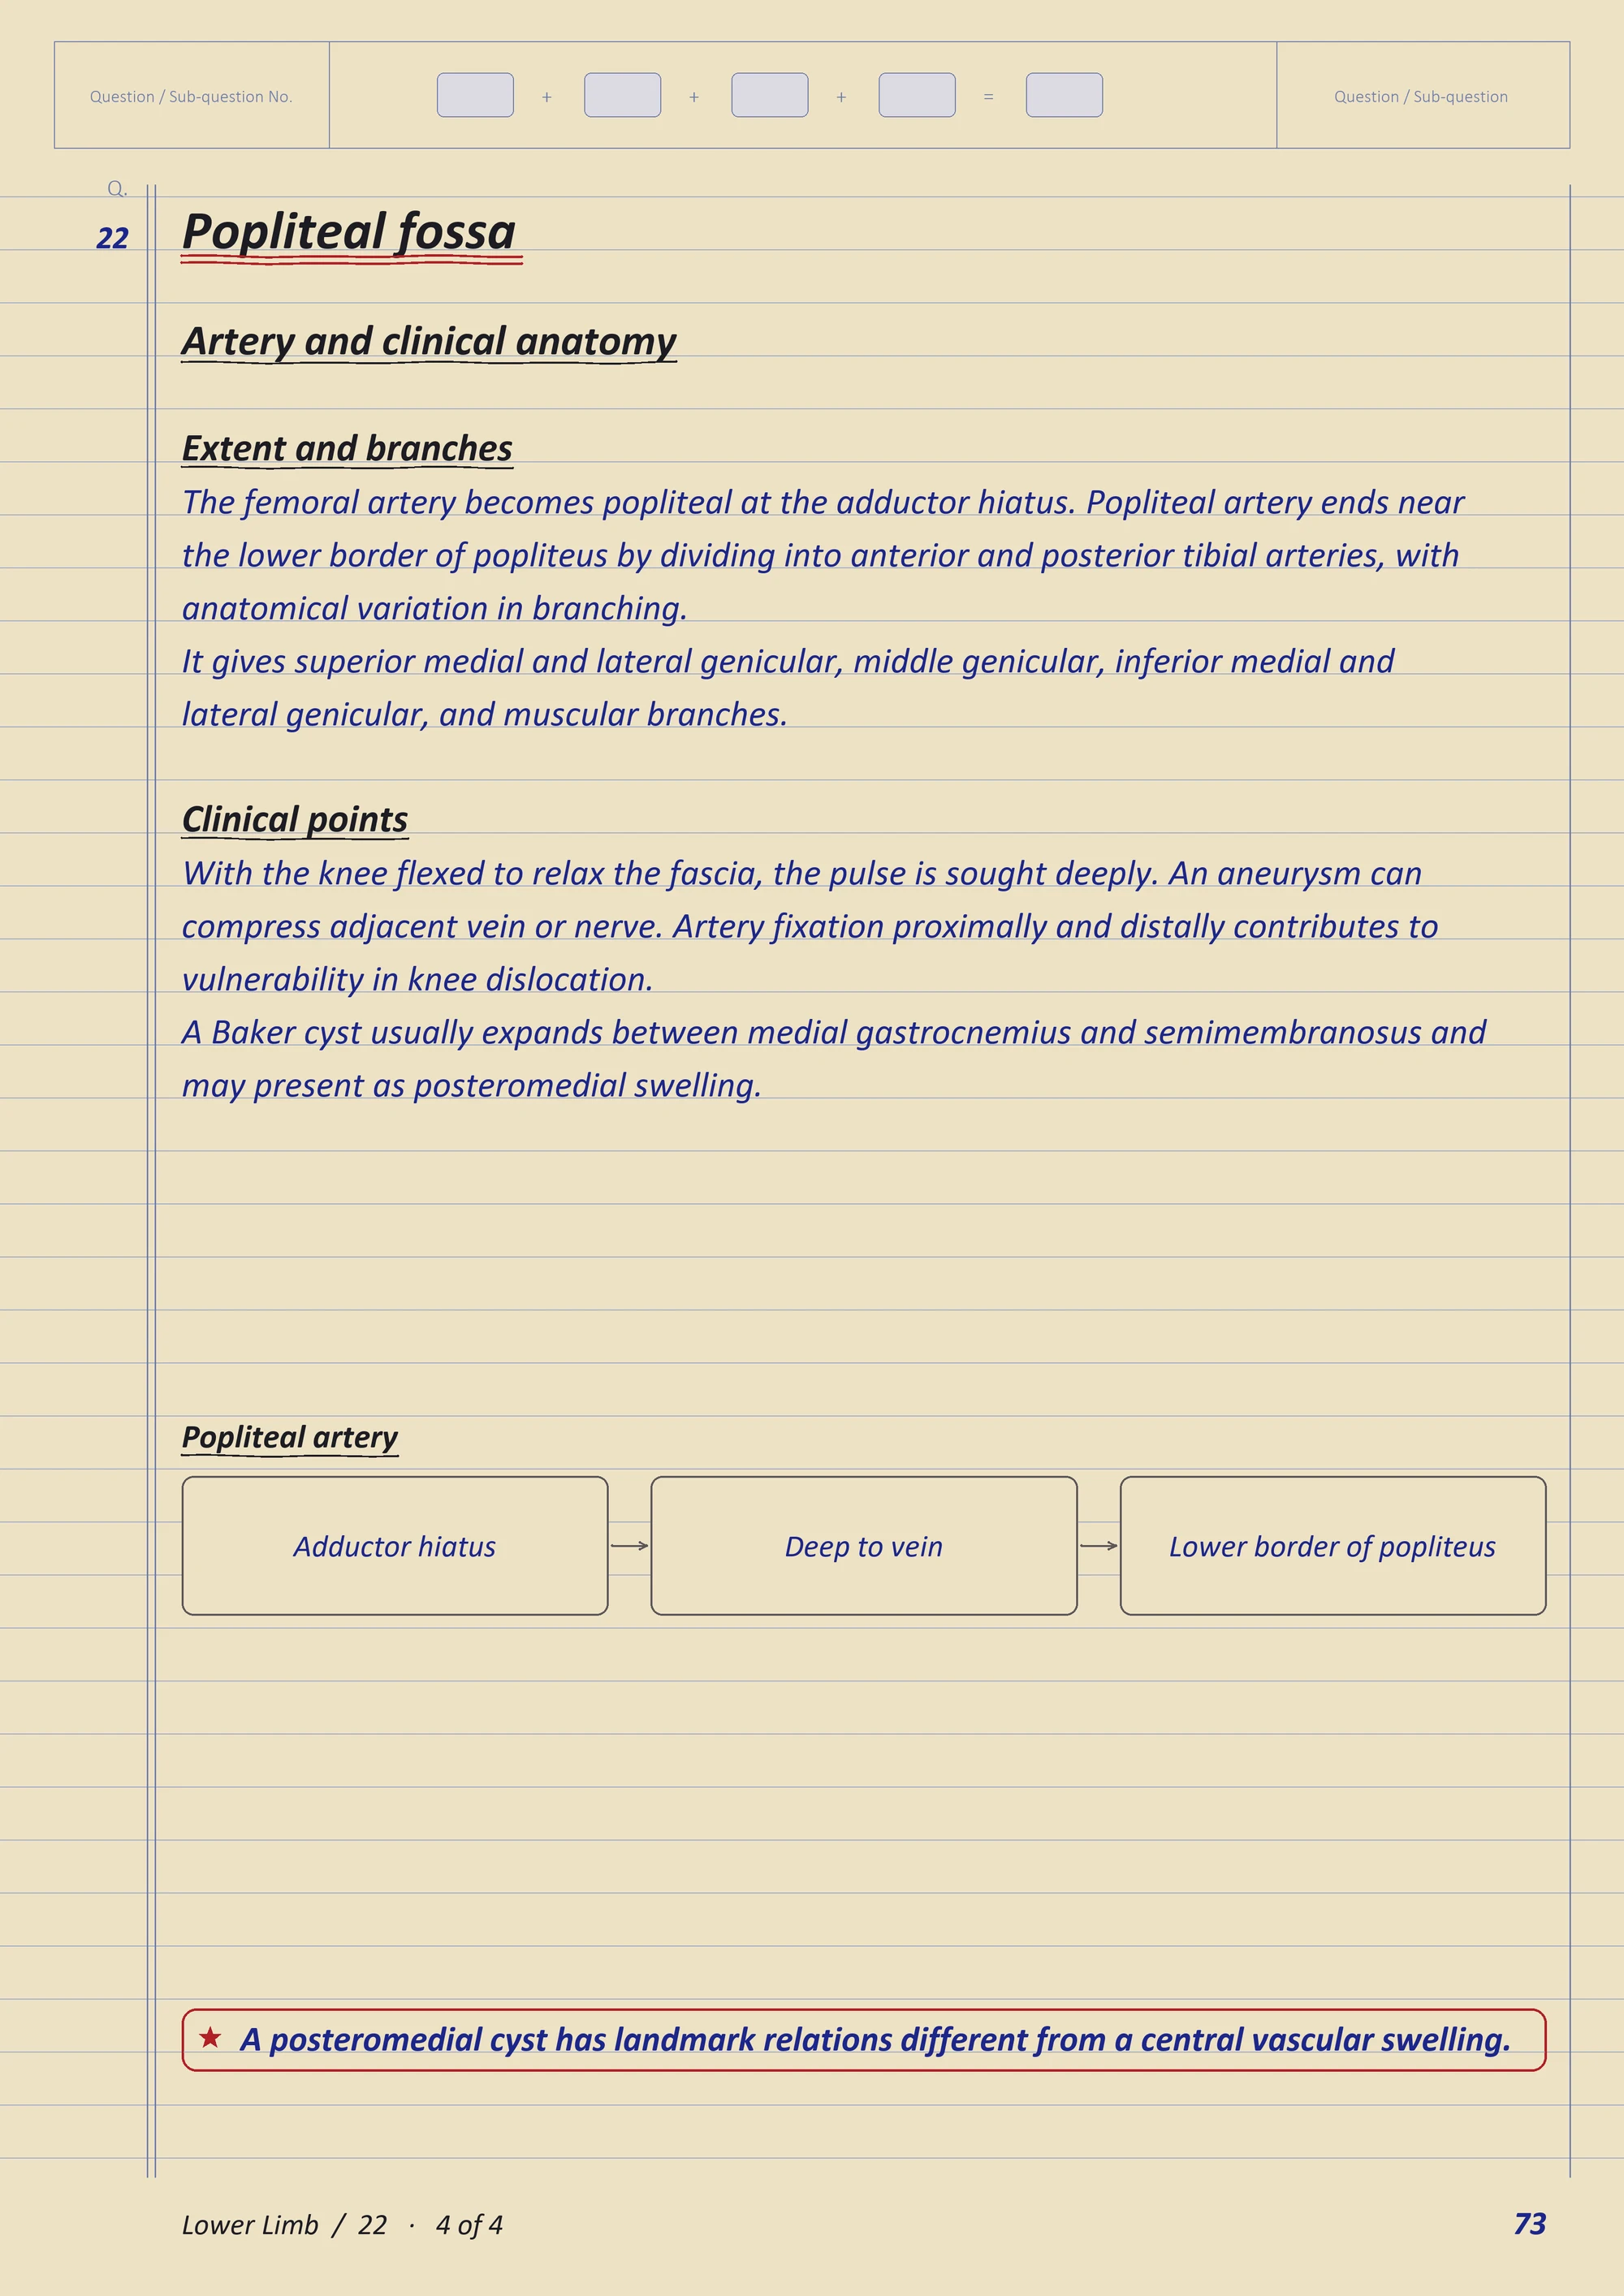 Question / Sub-question No.
+ + + =
Question / Sub-question
Q.
22
Popliteal fossa
Artery and clinical anatomy
Extent and branches
The femoral artery becomes popliteal at the adductor hiatus. Popliteal artery ends near
the lower border of popliteus by dividing into anterior and posterior tibial arteries, with
anatomical variation in branching.
It gives superior medial and lateral genicular, middle genicular, inferior medial and
lateral genicular, and muscular branches.
Clinical points
With the knee flexed to relax the fascia, the pulse is sought deeply. An aneurysm can
compress adjacent vein or nerve. Artery fixation proximally and distally contributes to
vulnerability in knee dislocation.
A Baker cyst usually expands between medial gastrocnemius and semimembranosus and
may present as posteromedial swelling.
Popliteal artery
Adductor hiatus
Deep to vein
Lower border of popliteus
★ A posteromedial cyst has landmark relations different from a central vascular swelling.
Lower Limb / 22 · 4 of 4
73